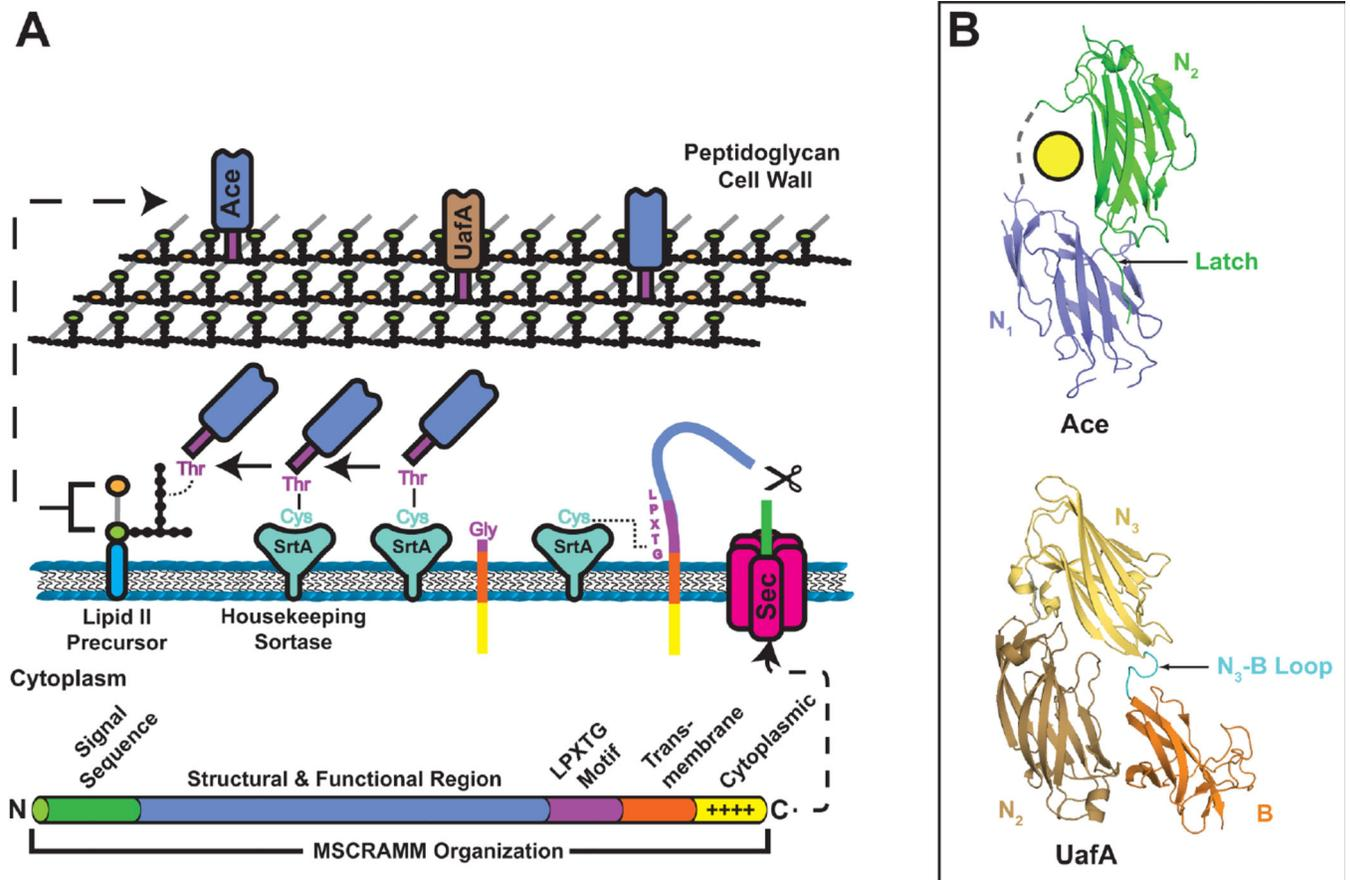 A
Peptidoglycan
Cell Wall
Ace
UafA
Thr
Thr
Thr
Cys
Cys
Cys
SrtA
SrtA
SrtA
Gly
L
P
X
T
G
Sec
Lipid II
Precursor
Housekeeping
Sortase
Cytoplasm
Signal
Sequence
Structural & Functional Region
LPXTG
Motif
Trans-
membrane
Cytoplasmic
N
++++
C
MSCRAMM Organization
B
N₂
Latch
N₁
Ace
N₃
N₃-B Loop
N₂
B
UafA